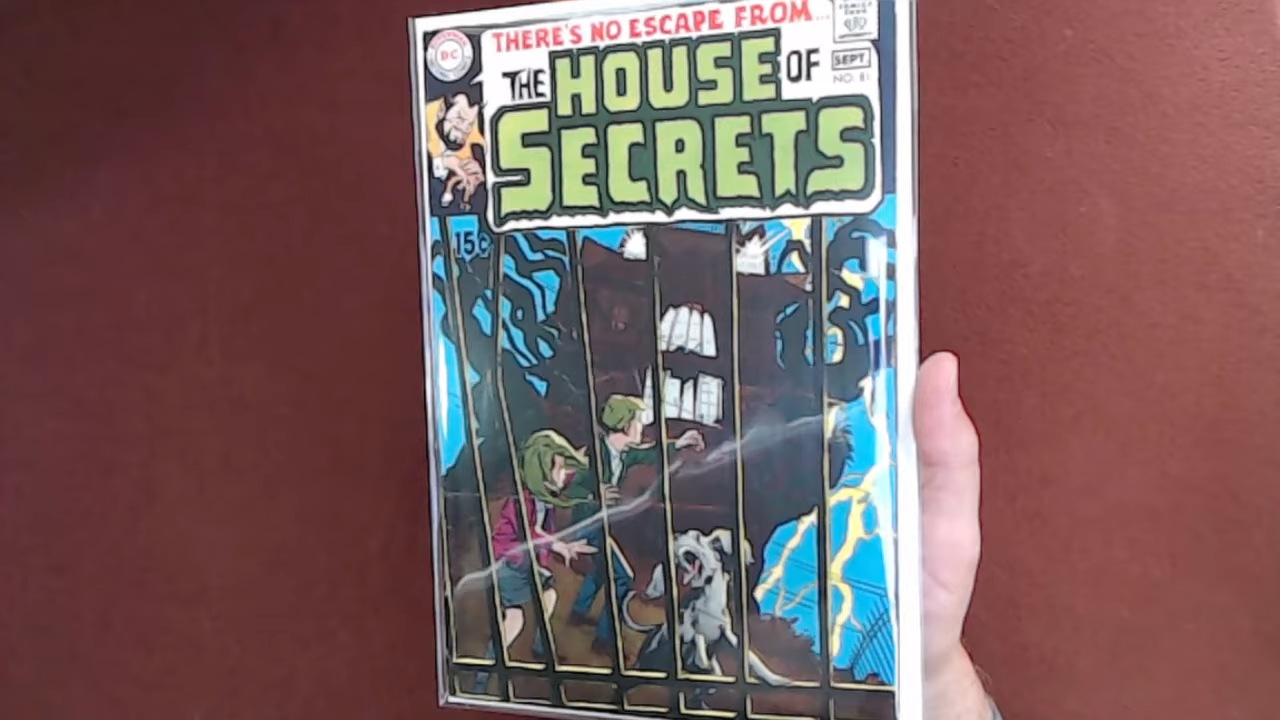 THERE'S NO ESCAPE FROM...
DC
THE HOUSE OF
SECRETS
SEPT.
NO. 81
15¢